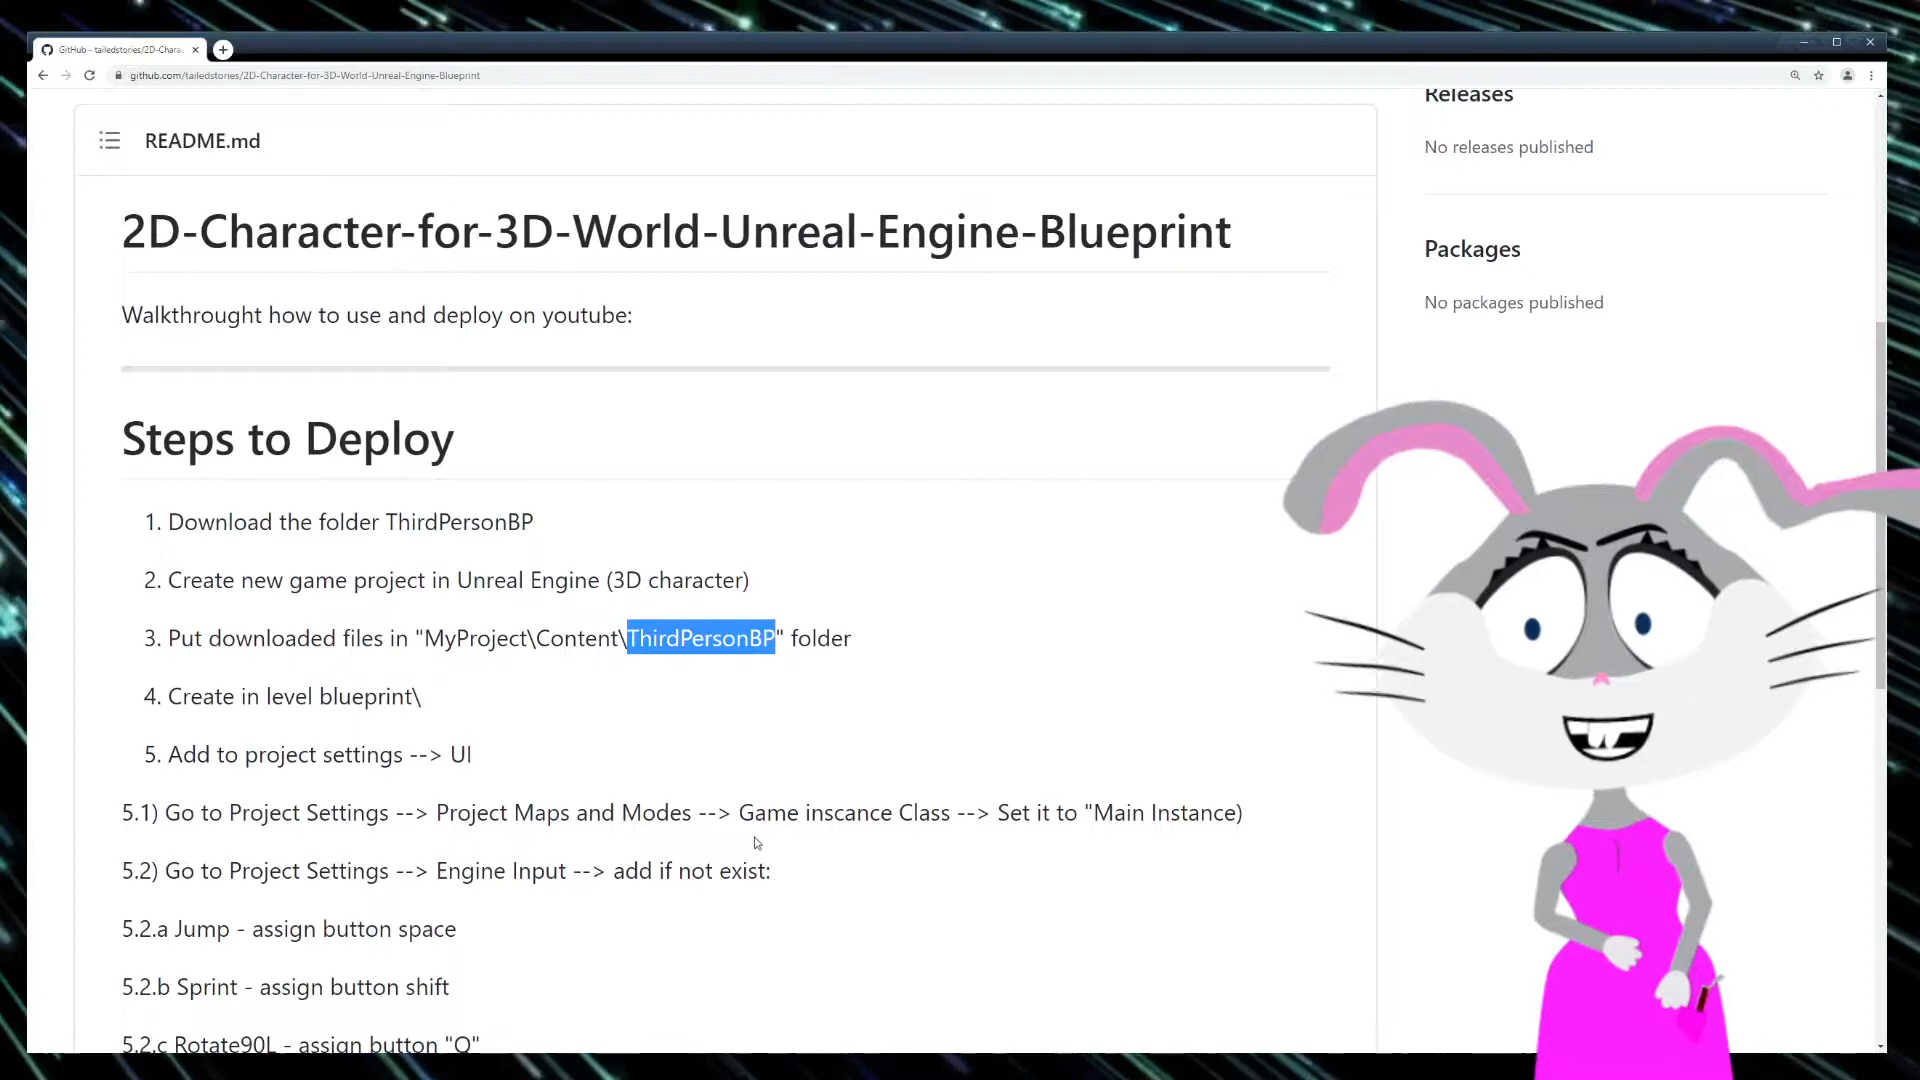 GitHub - tailedstories/2D-Charac
github.com/tailedstories/2D-Character-for-3D-World-Unreal-Engine-Blueprint
README.md
2D-Character-for-3D-World-Unreal-Engine-Blueprint
Walkthrought how to use and deploy on youtube:
Steps to Deploy
1. Download the folder ThirdPersonBP
2. Create new game project in Unreal Engine (3D character)
3. Put downloaded files in "MyProject\Content\ThirdPersonBP" folder
4. Create in level blueprint\
5. Add to project settings --> UI
5.1) Go to Project Settings --> Project Maps and Modes --> Game inscance Class --> Set it to "Main Instance)
5.2) Go to Project Settings --> Engine Input --> add if not exist:
5.2.a Jump - assign button space
5.2.b Sprint - assign button shift
5.2.c Rotate90L - assign button "Q"
Releases
No releases published
Packages
No packages published